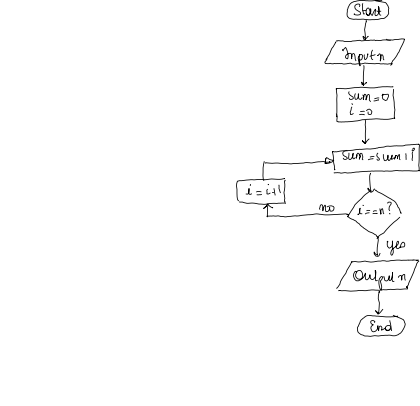 Start
Input n
sum=0
i=0
sum=sum+i
i=i+1
no
i==n?
yes
Output n
End